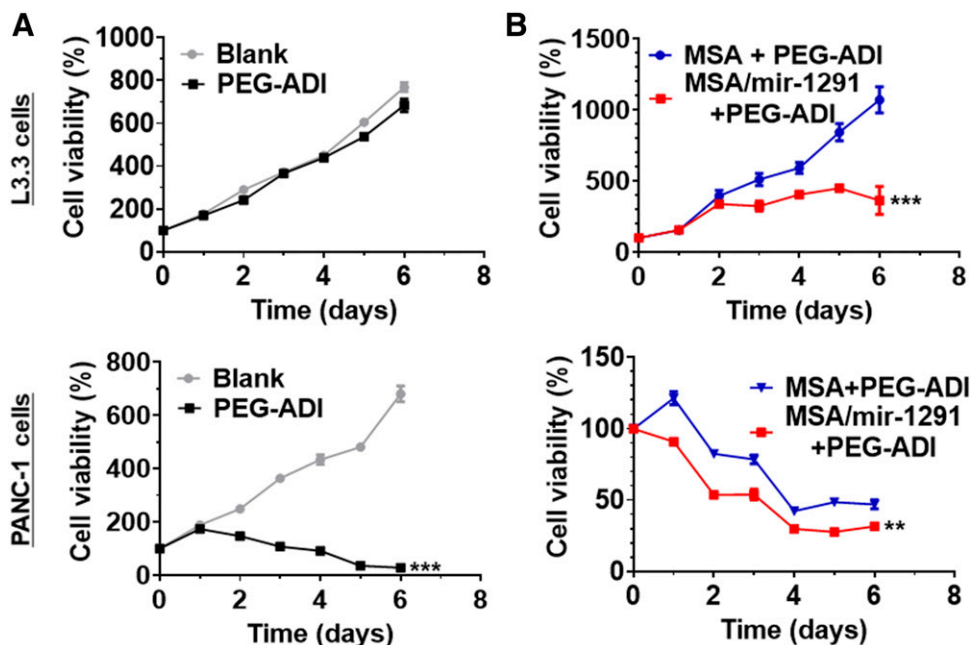 A
L3.3 cells
Cell viability (%)
1000
800
600
400
200
0
Blank
PEG-ADI
0 2 4 6 8
Time (days)
B
Cell viability (%)
1500
1000
500
0
MSA + PEG-ADI
MSA/mir-1291
+PEG-ADI
***
0 2 4 6 8
Time (days)
PANC-1 cells
Cell viability (%)
800
600
400
200
0
Blank
PEG-ADI
***
0 2 4 6 8
Time (days)
Cell viability (%)
150
100
50
0
MSA+PEG-ADI
MSA/mir-1291
+PEG-ADI
**
0 2 4 6 8
Time (days)